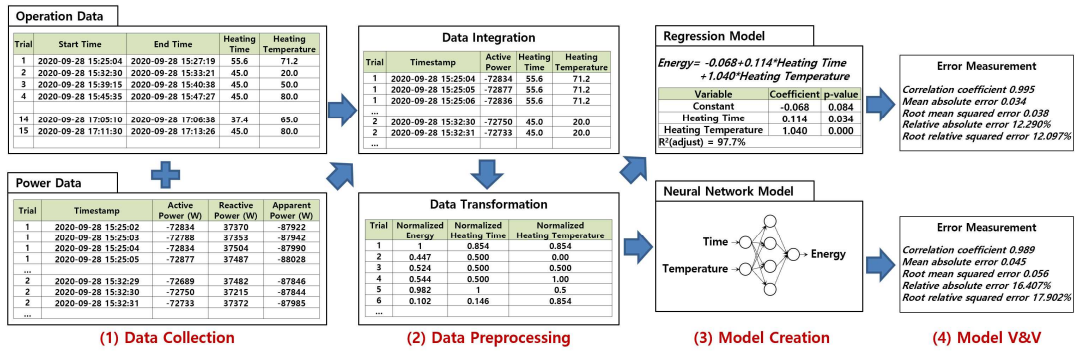 Operation Data
Trial Start Time End Time Heating Time Heating Temperature
1 2020-09-28 15:25:04 2020-09-28 15:27:19 55.6 71.2
2 2020-09-28 15:32:30 2020-09-28 15:33:21 45.0 20.0
3 2020-09-28 15:39:15 2020-09-28 15:40:38 45.0 50.0
4 2020-09-28 15:45:35 2020-09-28 15:47:27 45.0 80.0
14 2020-09-28 17:05:10 2020-09-28 17:06:38 37.4 65.0
15 2020-09-28 17:11:30 2020-09-28 17:13:26 45.0 80.0
Power Data
Trial Timestamp Active Power (W) Reactive Power (W) Apparent Power (W)
1 2020-09-28 15:25:02 -72834 37370 -87922
1 2020-09-28 15:25:03 -72788 37353 -87942
1 2020-09-28 15:25:04 -72834 37504 -87990
1 2020-09-28 15:25:05 -72877 37487 -88028
...
2 2020-09-28 15:32:29 -72689 37482 -87846
2 2020-09-28 15:32:30 -72750 37215 -87844
2 2020-09-28 15:32:31 -72733 37372 -87985
...
(1) Data Collection
Data Integration
Trial Timestamp Active Power Heating Time Heating Temperature
1 2020-09-28 15:25:04 -72834 55.6 71.2
1 2020-09-28 15:25:05 -72877 55.6 71.2
1 2020-09-28 15:25:06 -72836 55.6 71.2
...
2 2020-09-28 15:32:30 -72750 45.0 20.0
2 2020-09-28 15:32:31 -72733 45.0 20.0
...
Data Transformation
Trial Normalized Energy Normalized Heating Time Normalized Heating Temperature
1 1 0.854 0.854
2 0.447 0.500 0.00
3 0.524 0.500 0.500
4 0.544 0.500 1.00
5 0.982 1 0.5
6 0.102 0.146 0.854
...
(2) Data Preprocessing
Regression Model
Energy= -0.068+0.114*Heating Time
+1.040*Heating Temperature
Variable Coefficient p-value
Constant -0.068 0.084
Heating Time 0.114 0.034
Heating Temperature 1.040 0.000
R²(adjust) = 97.7%
Neural Network Model
Time
Temperature
Energy
(3) Model Creation
Error Measurement
Correlation coefficient 0.995
Mean absolute error 0.034
Root mean squared error 0.038
Relative absolute error 12.290%
Root relative squared error 12.097%
Error Measurement
Correlation coefficient 0.989
Mean absolute error 0.045
Root mean squared error 0.056
Relative absolute error 16.407%
Root relative squared error 17.902%
(4) Model V&V